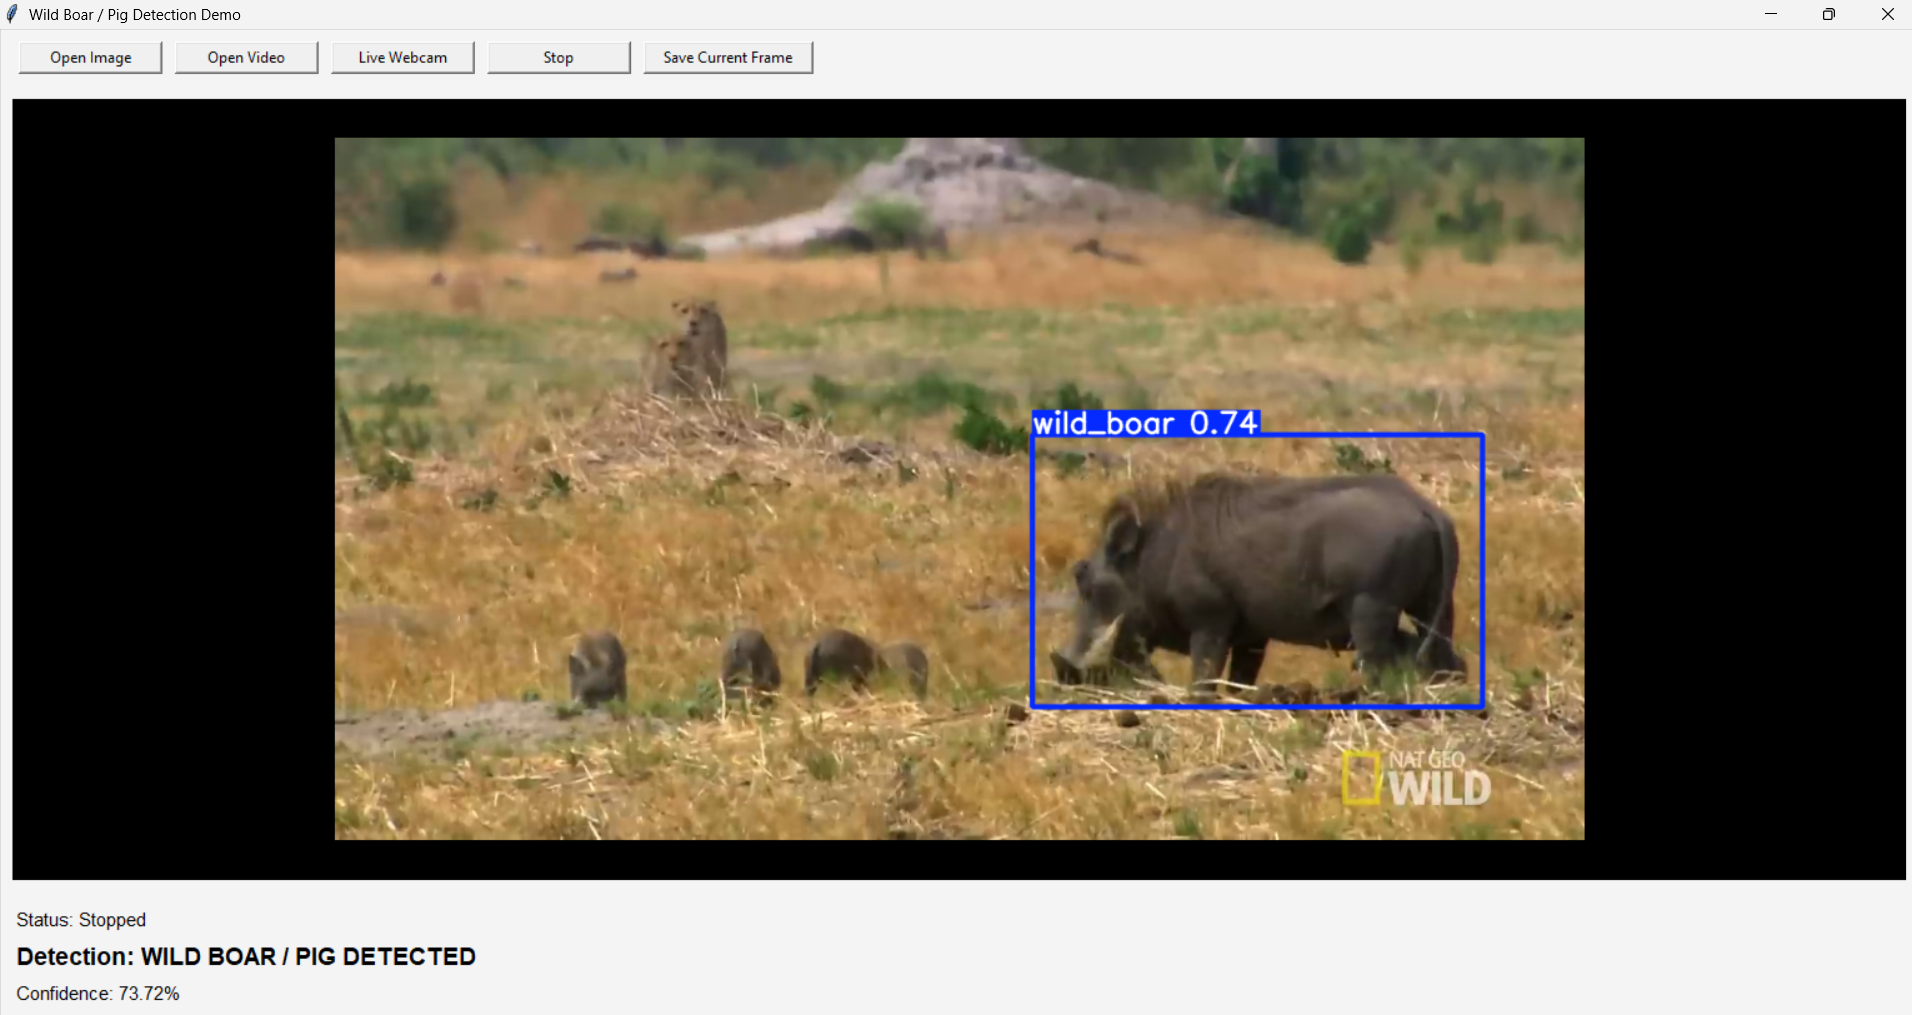 Wild Boar / Pig Detection Demo
Open Image
Open Video
Live Webcam
Stop
Save Current Frame
wild_boar 0.74
NAT GEO
WILD
Status: Stopped
Detection: WILD BOAR / PIG DETECTED
Confidence: 73.72%